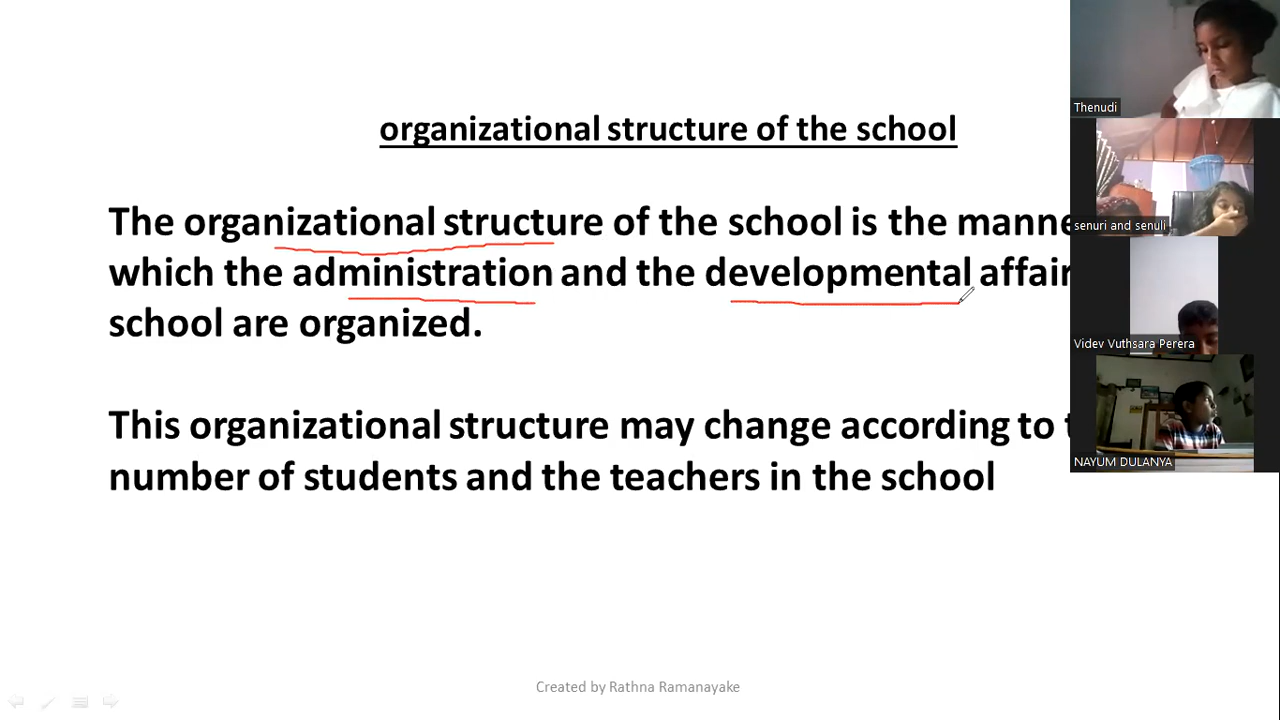 organizational structure of the school
The organizational structure of the school is the
which the administration and the developmental
school are organized.
This organizational structure may change according to
number of students and the teachers in the school
Created by Rathna Ramanayake
Thenudi
senuri and senuli
Videv Vuthsara Perera
NAYUM DULANYA